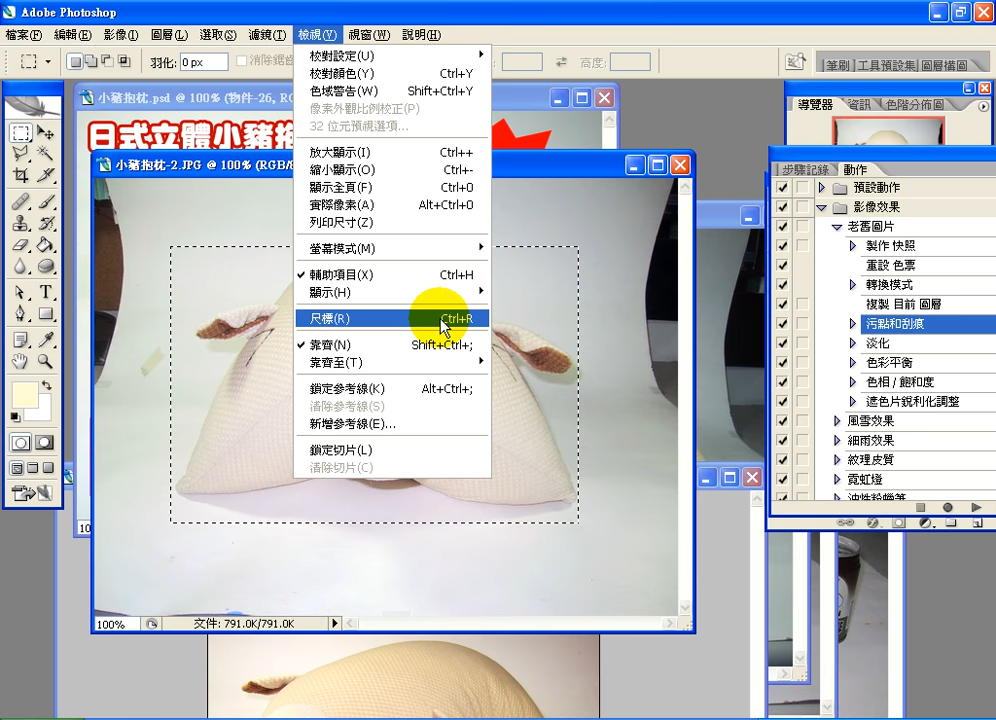 Adobe Photoshop
檔案(F) 編輯(E) 影像(I) 圖層(L) 選取(S) 濾鏡(T) 檢視(V) 視窗(W) 說明(H)
羽化: 0 px 消除鋸齒 高度:
筆刷 工具預設集 圖層構圖
小豬抱枕.psd @ 100% (物件-26, RG
日式立體小豬抱
小豬抱枕-2.JPG @ 100% (RGB/8
校對設定(U)
校對顏色(Y) Ctrl+Y
色域警告(W) Shift+Ctrl+Y
像素外觀比例校正(P)
32 位元預視選項...
放大顯示(I) Ctrl++
縮小顯示(O) Ctrl+-
顯示全頁(F) Ctrl+0
實際像素(A) Alt+Ctrl+0
列印尺寸(Z)
螢幕模式(M)
輔助項目(X) Ctrl+H
顯示(H)
尺標(R) Ctrl+R
靠齊(N) Shift+Ctrl+;
靠齊至(T)
鎖定參考線(K) Alt+Ctrl+;
清除參考線(S)
新增參考線(E)...
鎖定切片(L)
清除切片(C)
導覽器 資訊 色階分佈圖
步驟記錄 動作
預設動作
影像效果
老舊圖片
製作 快照
重設 色票
轉換模式
複製 目前 圖層
污點和刮痕
淡化
色彩平衡
色相 / 飽和度
遮色片銳利化調整
風雪效果
細雨效果
紋理皮質
霓虹燈
油性粉蠟筆
10
100% 文件: 791.0K/791.0K